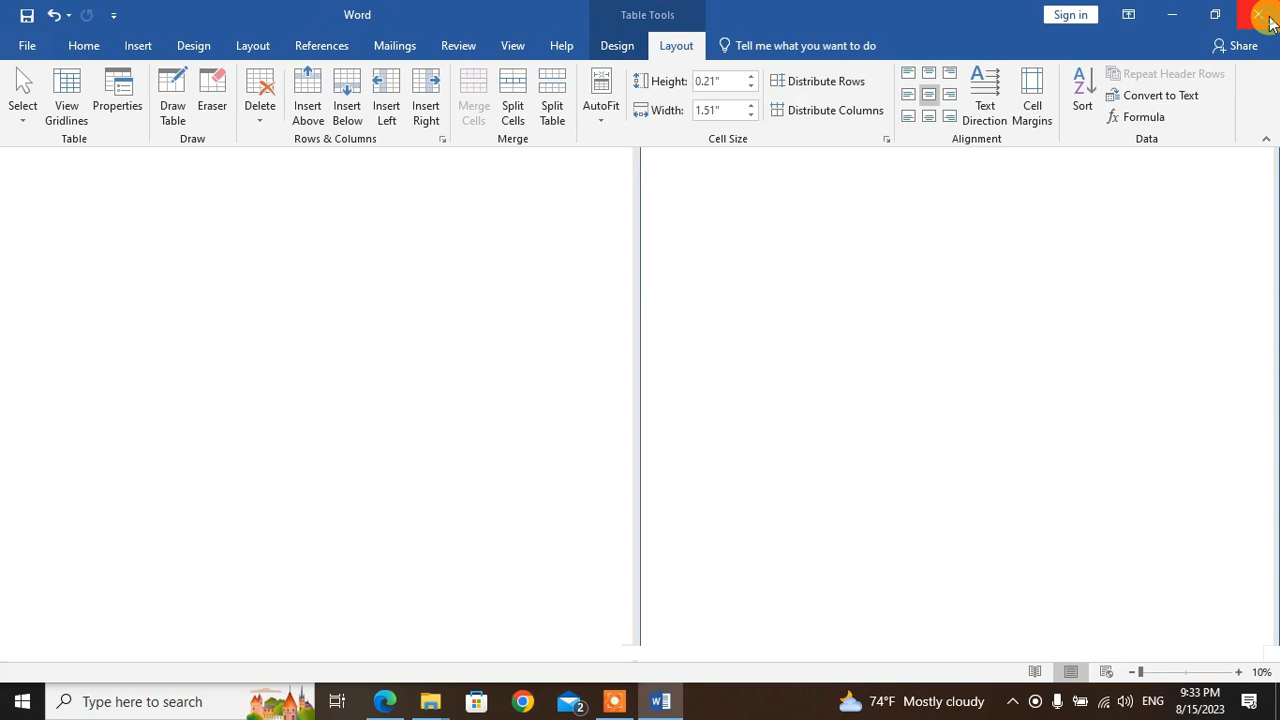 Word
Table Tools
Sign in
File
Home
Insert
Design
Layout
References
Mailings
Review
View
Help
Design
Layout
Tell me what you want to do
Share
Select
View
Gridlines
Properties
Table
Draw
Table
Eraser
Draw
Delete
Insert
Above
Insert
Below
Insert
Left
Insert
Right
Rows & Columns
Merge
Cells
Split
Cells
Split
Table
Merge
AutoFit
Height:
0.21"
Distribute Rows
Width:
1.51"
Distribute Columns
Cell Size
Text
Direction
Cell
Margins
Alignment
A
Z
Sort
Repeat Header Rows
Convert to Text
fx Formula
Data
10%
Type here to search
2
74°F Mostly cloudy
ENG
9:33 PM
8/15/2023